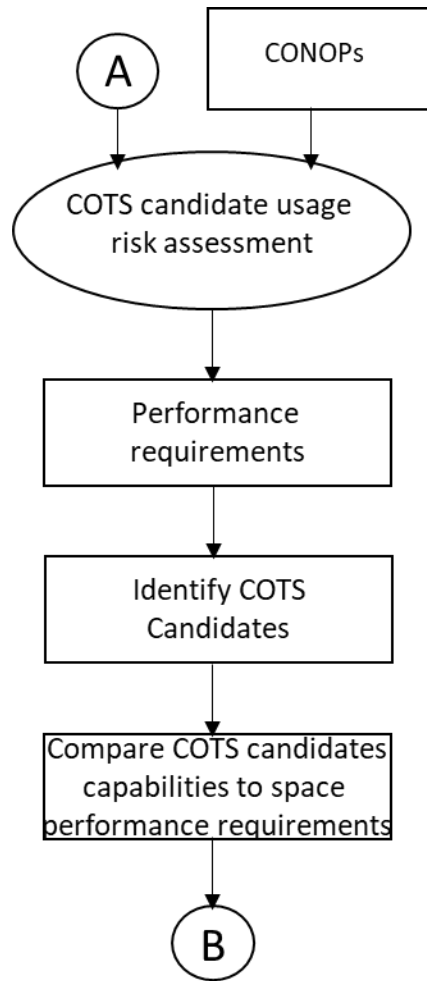 A
CONOPs
COTS candidate usage
risk assessment
Performance
requirements
Identify COTS
Candidates
Compare COTS candidates
capabilities to space
performance requirements
B